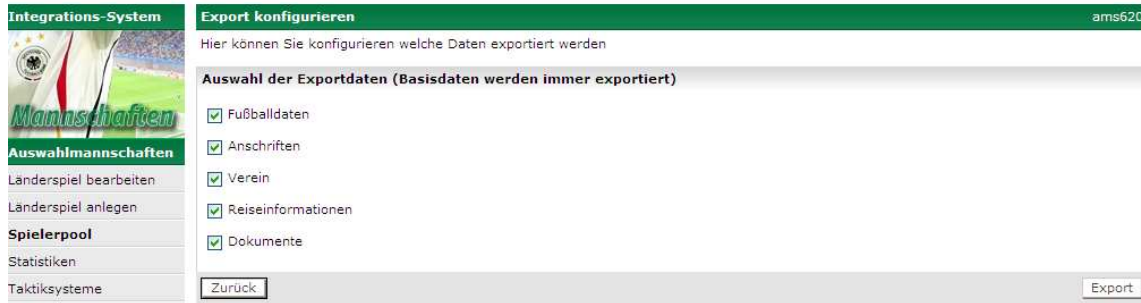 Integrations-System
Mannschaften
Auswahlmannschaften
Länderspiel bearbeiten
Länderspiel anlegen
Spielerpool
Statistiken
Taktiksysteme
Export konfigurieren
ams620
Hier können Sie konfigurieren welche Daten exportiert werden
Auswahl der Exportdaten (Basisdaten werden immer exportiert)
Fußballdaten
Anschriften
Verein
Reiseinformationen
Dokumente
Zurück
Export